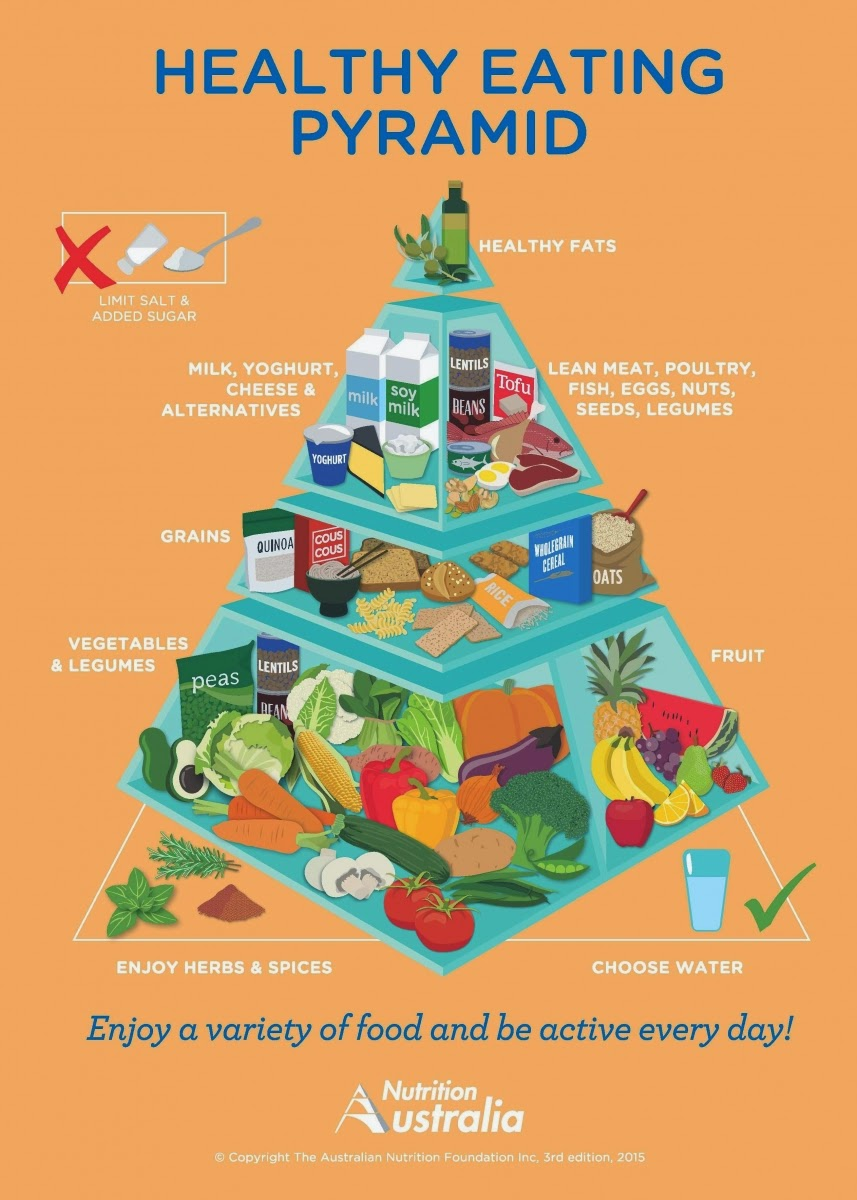 HEALTHY EATING
PYRAMID
HEALTHY FATS
LIMIT SALT &
ADDED SUGAR
MILK, YOGHURT,
CHEESE &
ALTERNATIVES
milk
soy
milk
YOGHURT
LENTILS
BEANS
Tofu
LEAN MEAT, POULTRY,
FISH, EGGS, NUTS,
SEEDS, LEGUMES
GRAINS
QUINOA
COUS
COUS
RICE
WHOLEGRAIN
CEREAL
OATS
VEGETABLES
& LEGUMES
peas
LENTILS
BEAN
FRUIT
ENJOY HERBS & SPICES
CHOOSE WATER
Enjoy a variety of food and be active every day!
Nutrition
Australia
© Copyright The Australian Nutrition Foundation Inc, 3rd edition, 2015